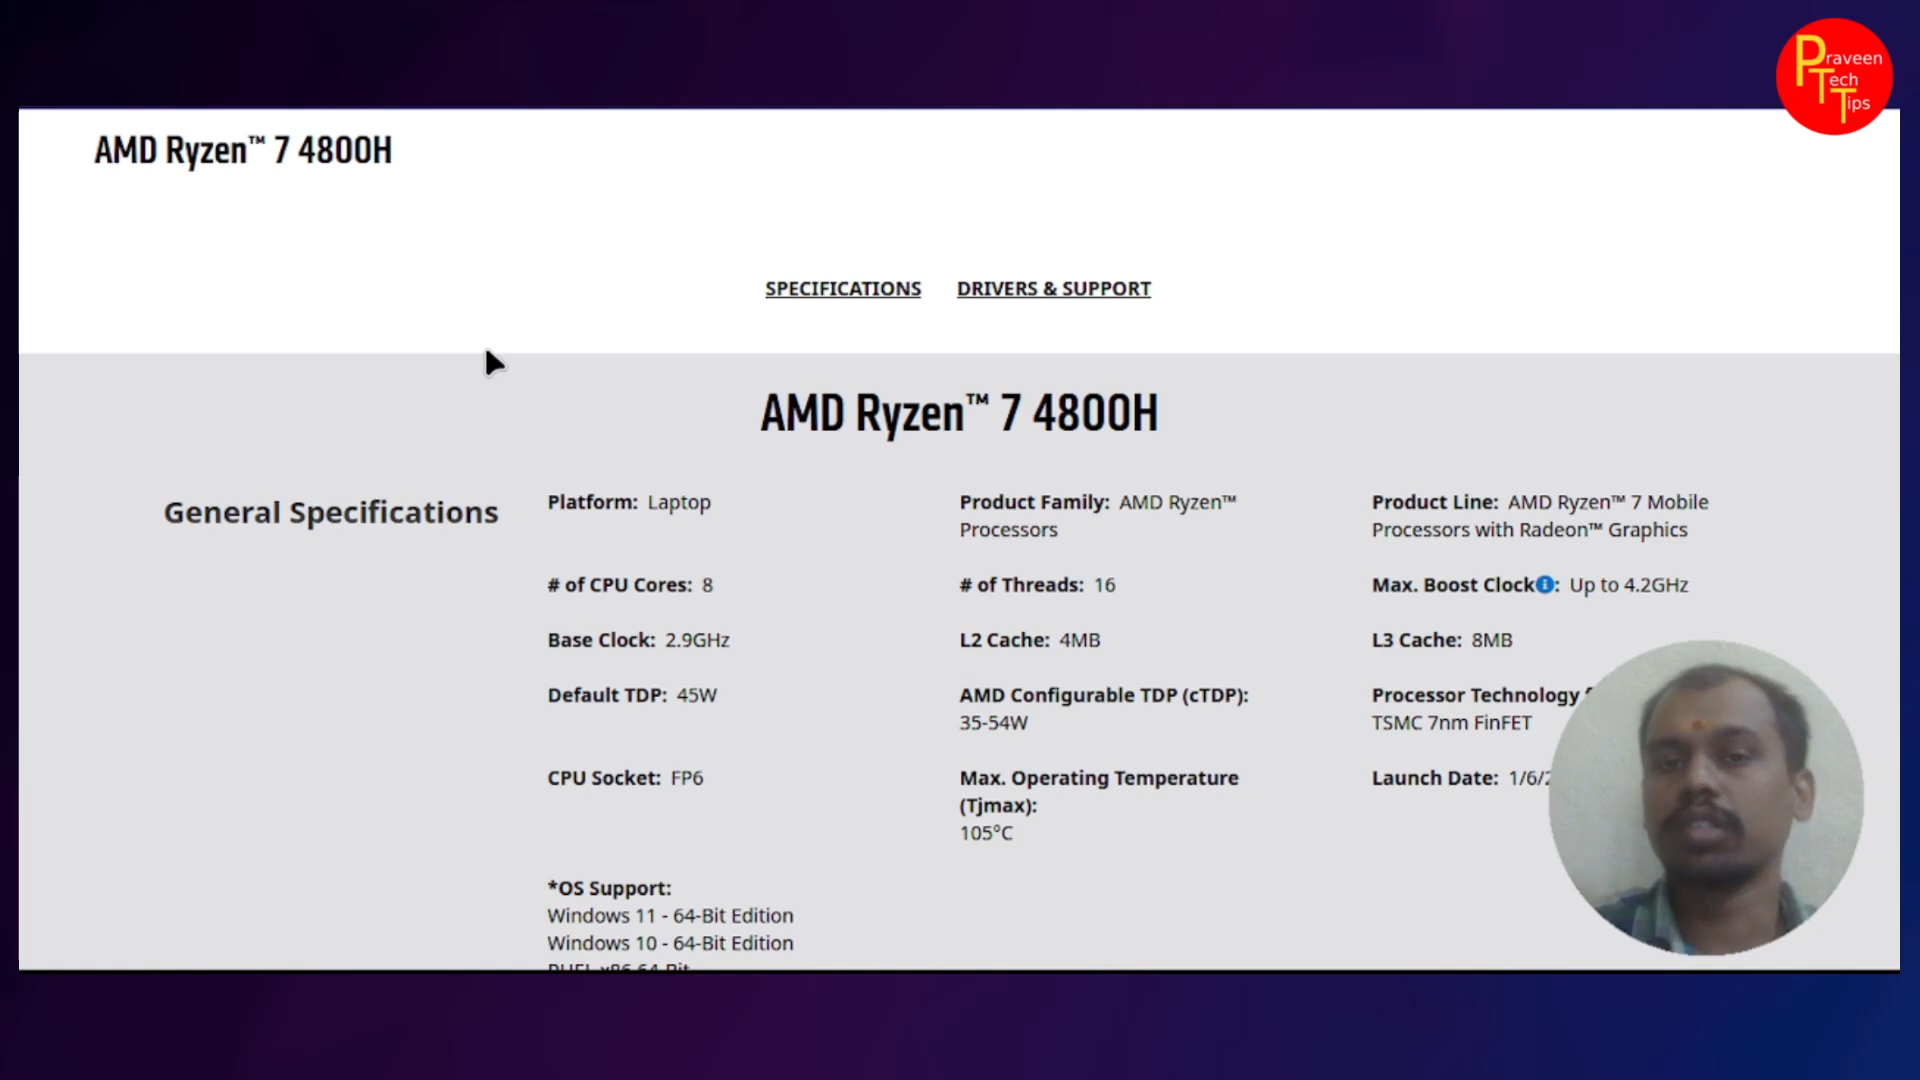 Praveen
Tech
Tips
AMD Ryzen™ 7 4800H
SPECIFICATIONS DRIVERS & SUPPORT
AMD Ryzen™ 7 4800H
General Specifications
Platform: Laptop
Product Family: AMD Ryzen™
Processors
Product Line: AMD Ryzen™ 7 Mobile
Processors with Radeon™ Graphics
# of CPU Cores: 8
# of Threads: 16
Max. Boost Clock: Up to 4.2GHz
Base Clock: 2.9GHz
L2 Cache: 4MB
L3 Cache: 8MB
Default TDP: 45W
AMD Configurable TDP (cTDP):
35-54W
Processor Technology
TSMC 7nm FinFET
CPU Socket: FP6
Max. Operating Temperature
(Tjmax):
105°C
Launch Date: 1/6/
*OS Support:
Windows 11 - 64-Bit Edition
Windows 10 - 64-Bit Edition